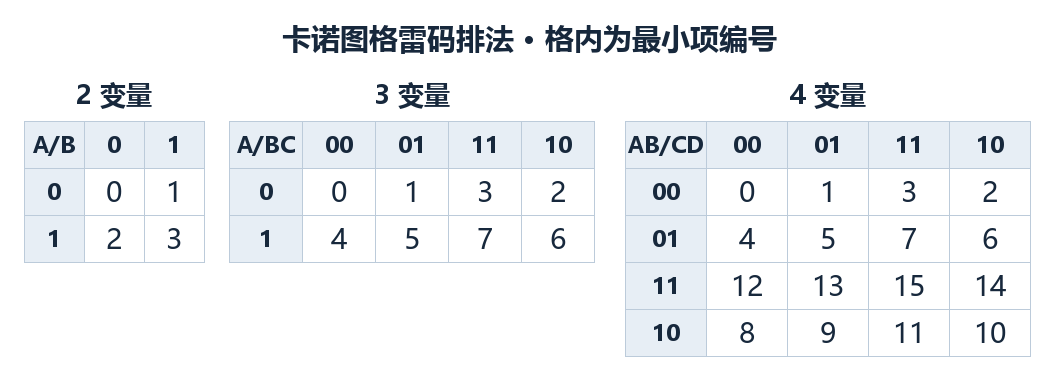 卡诺图格雷码排法·格内为最小项编号
2 变量
A/B 0 1
0 0 1
1 2 3
3 变量
A/BC 00 01 11 10
0 0 1 3 2
1 4 5 7 6
4 变量
AB/CD 00 01 11 10
00 0 1 3 2
01 4 5 7 6
11 12 13 15 14
10 8 9 11 10